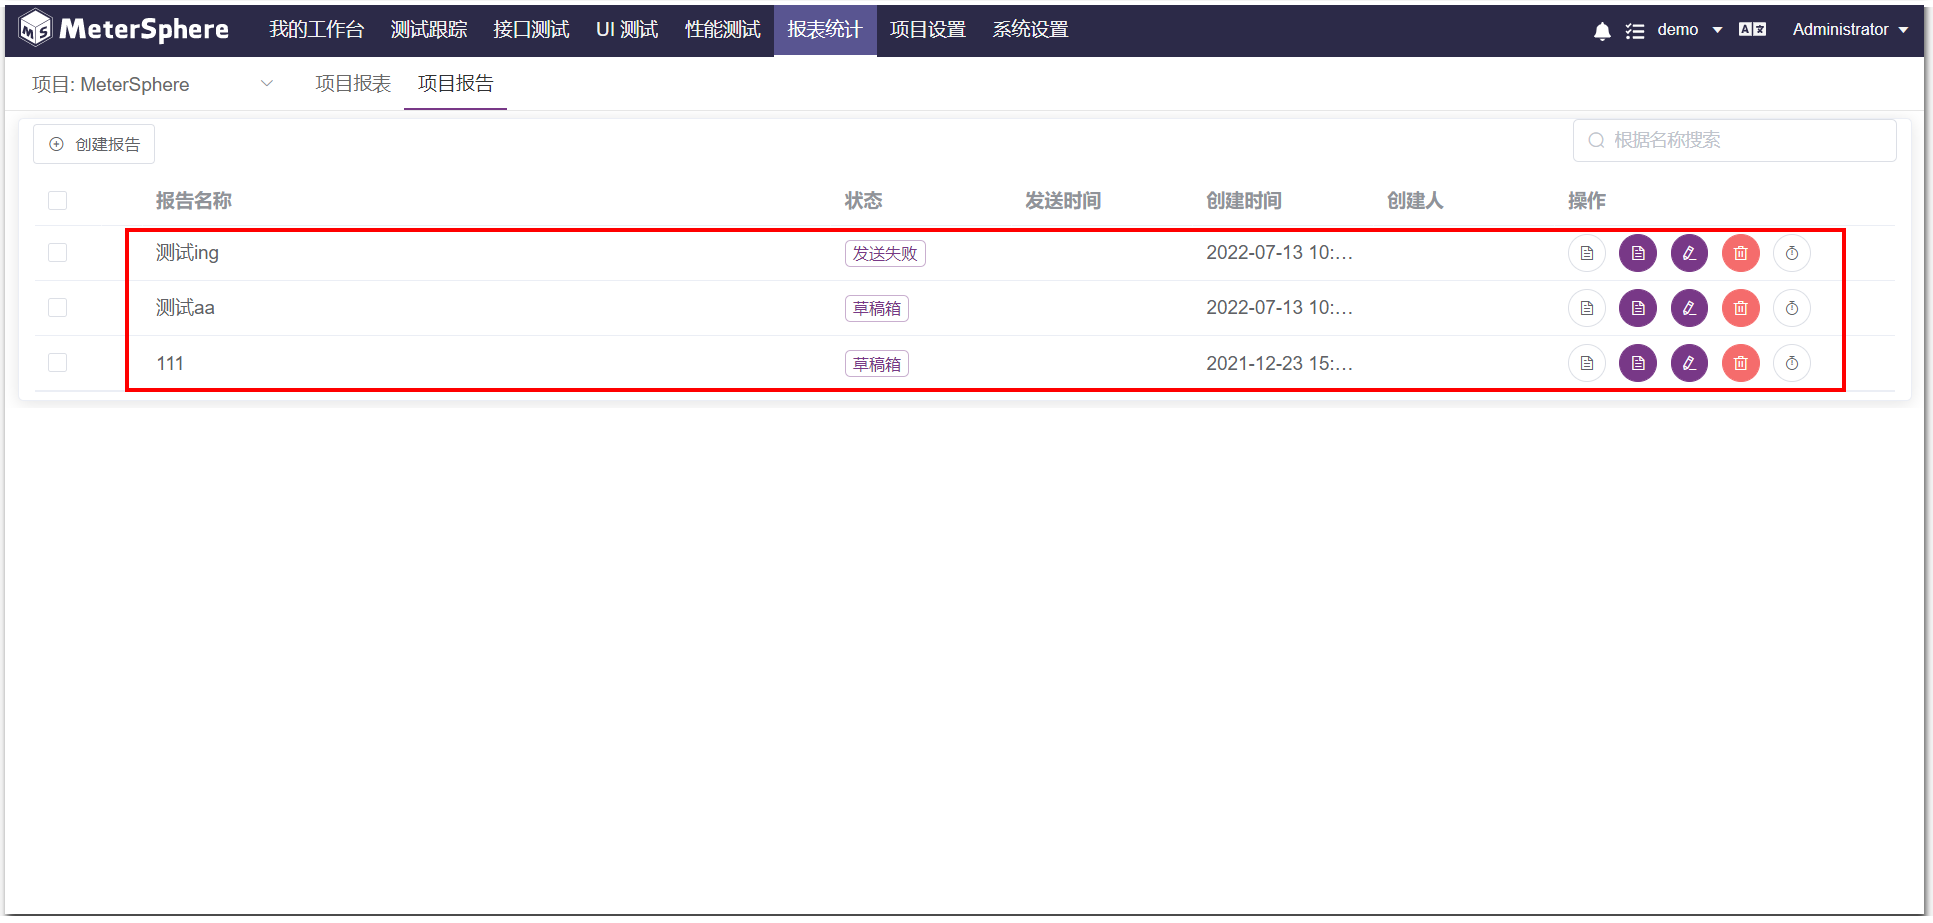 MeterSphere 我的工作台 测试跟踪 接口测试 UI 测试 性能测试 报表统计 项目设置 系统设置 demo Administrator
项目: MeterSphere 项目报表 项目报告
创建报告 根据名称搜索
报告名称 状态 发送时间 创建时间 创建人 操作
测试ing 发送失败 2022-07-13 10:...
测试aa 草稿箱 2022-07-13 10:...
111 草稿箱 2021-12-23 15:...